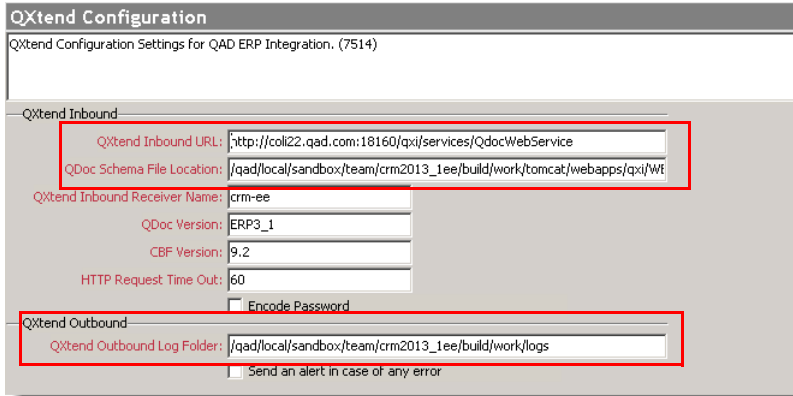 QXtend Configuration
QXtend Configuration Settings for QAD ERP Integration. (7514)
QXtend Inbound
QXtend Inbound URL: http://coli22.qad.com:18160/qxi/services/QdocWebService
QDoc Schema File Location: /qad/local/sandbox/team/crm2013_1ee/build/work/tomcat/webapps/qxi/WE
QXtend Inbound Receiver Name: crm-ee
QDoc Version: ERP3_1
CBF Version: 9.2
HTTP Request Time Out: 60
Encode Password
QXtend Outbound
QXtend Outbound Log Folder: /qad/local/sandbox/team/crm2013_1ee/build/work/logs
Send an alert in case of any error